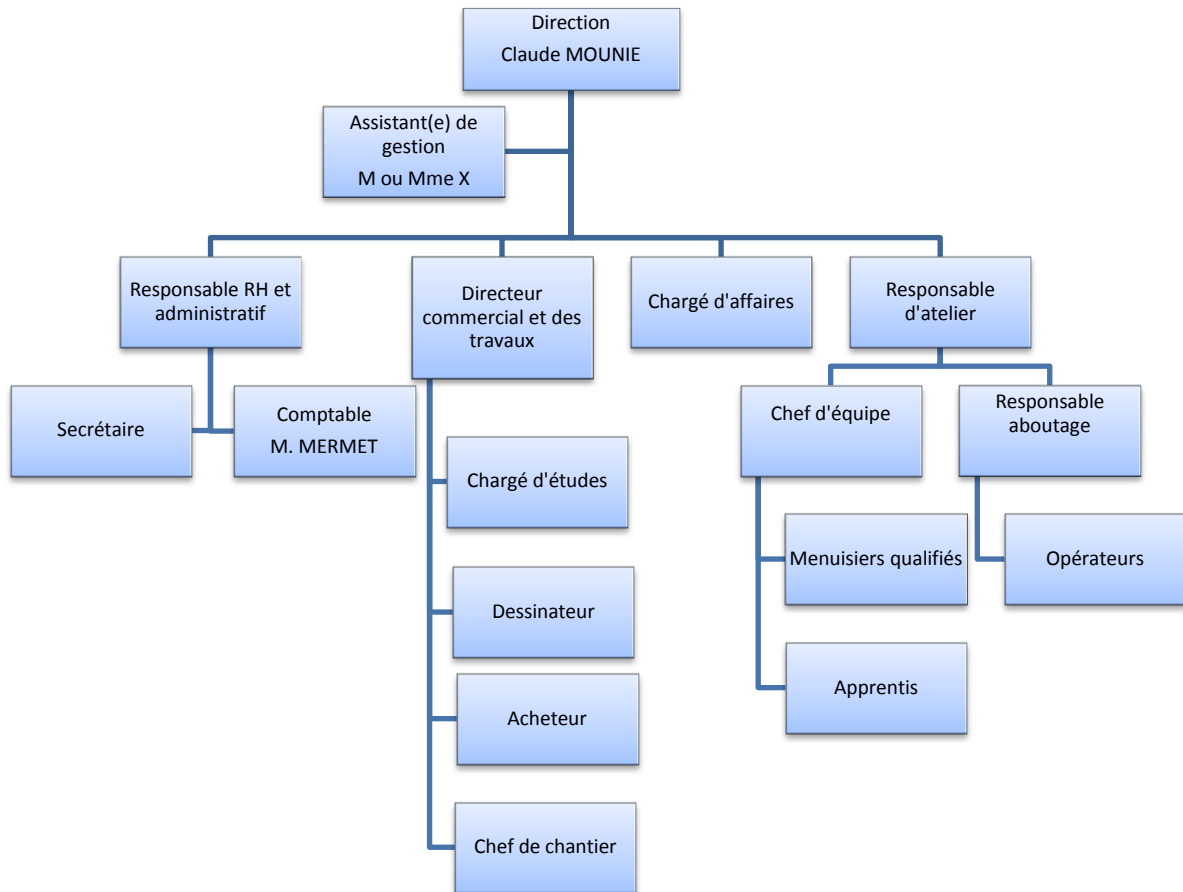 Direction
Claude MOUNIE
Assistant(e) de
gestion
M ou Mme X
Responsable RH et
administratif
Directeur
commercial et des
travaux
Chargé d'affaires
Responsable
d'atelier
Secrétaire
Comptable
M. MERMET
Chef d'équipe
Responsable
aboutage
Chargé d'études
Menuisiers qualifiés
Opérateurs
Dessinateur
Apprentis
Acheteur
Chef de chantier